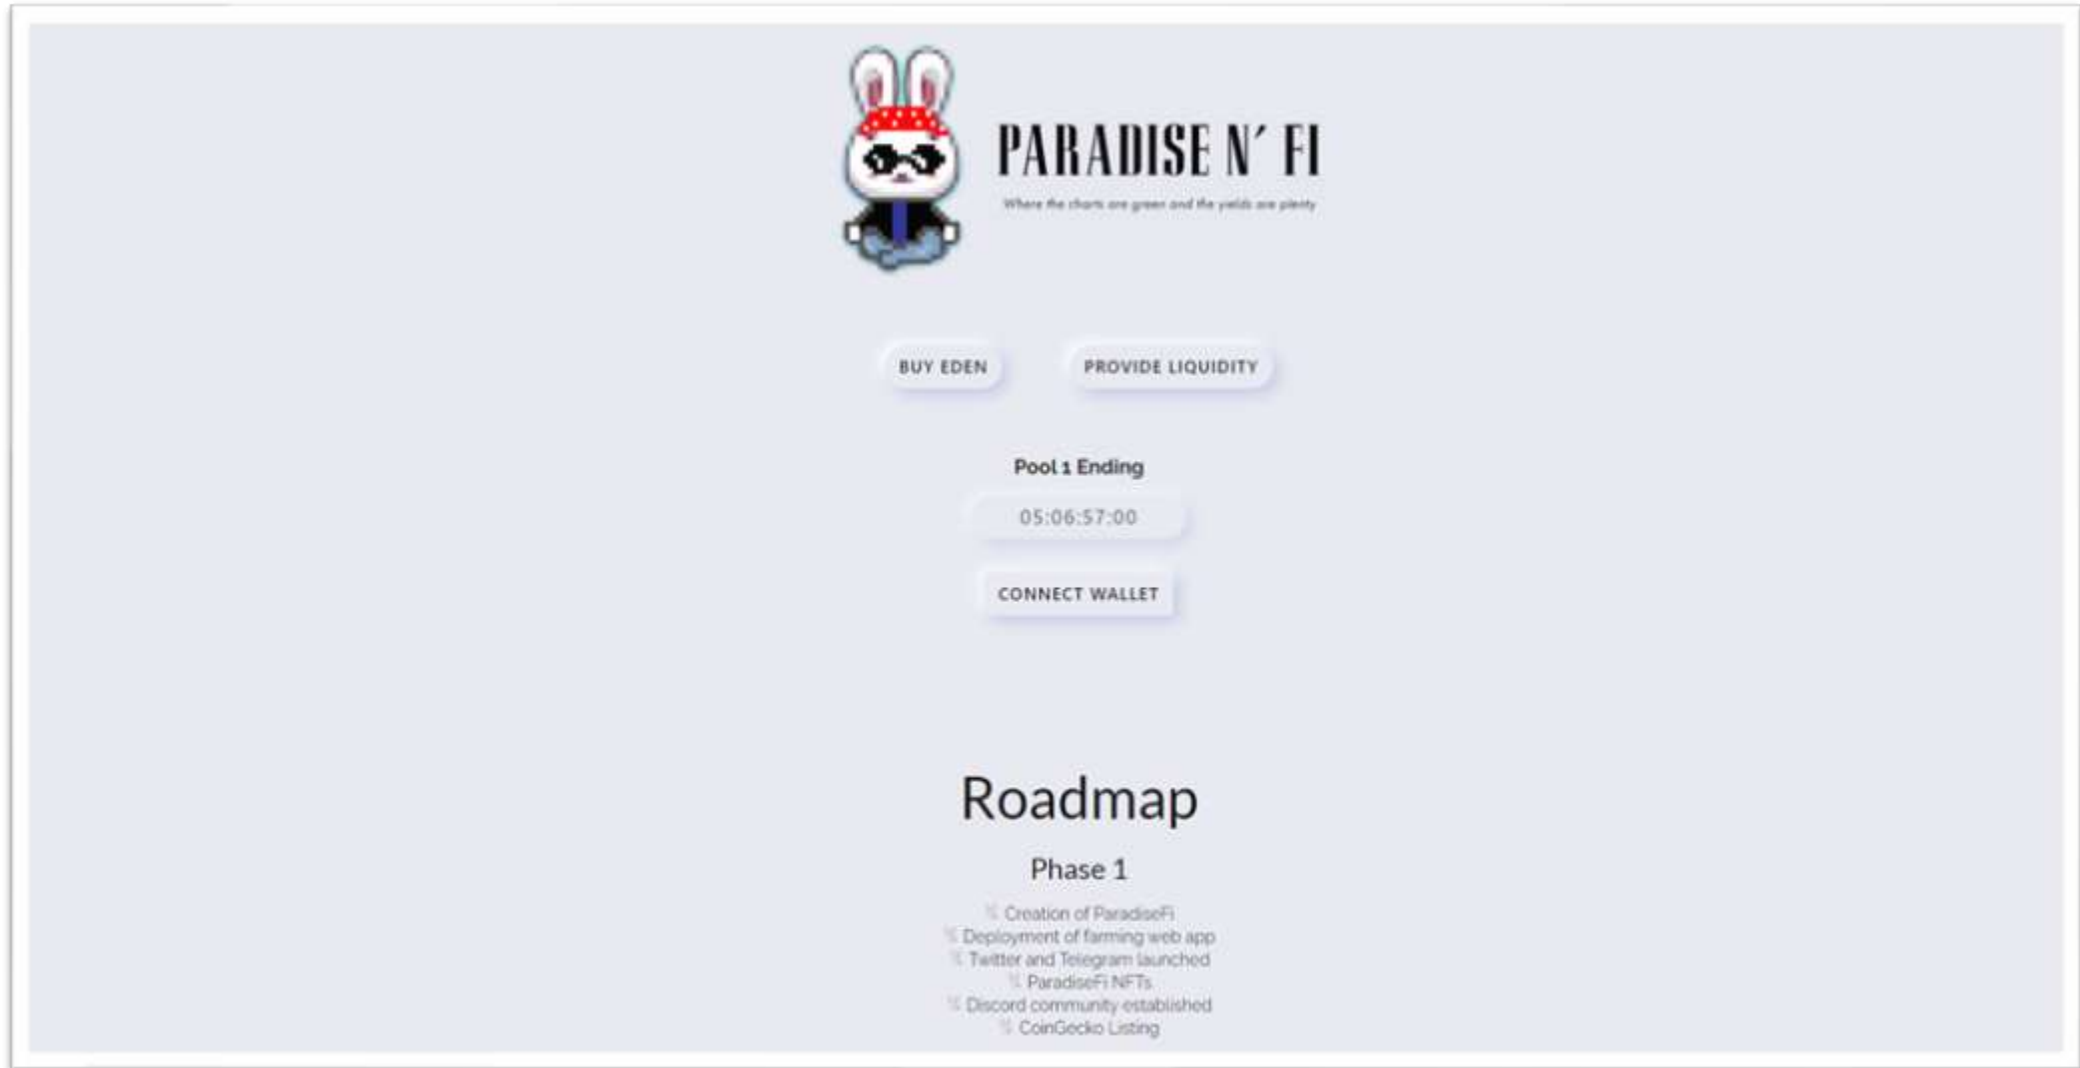 PARADISE N´ FI
Where the charts are green and the yields are plenty
BUY EDEN
PROVIDE LIQUIDITY
Pool 1 Ending
05:06:57:00
CONNECT WALLET
Roadmap
Phase 1
Creation of ParadiseFi
Deployment of farming web app
Twitter and Telegram launched
ParadiseFi NFTs
Discord community established
CoinGecko Listing